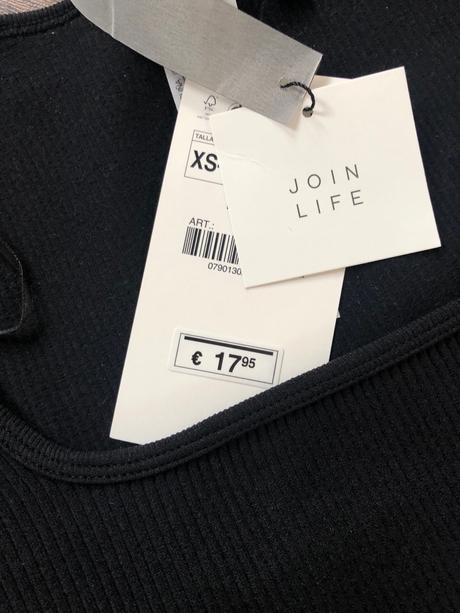 TALLA
XS-
JOIN
LIFE
ART.:
0790130
€ 17.95